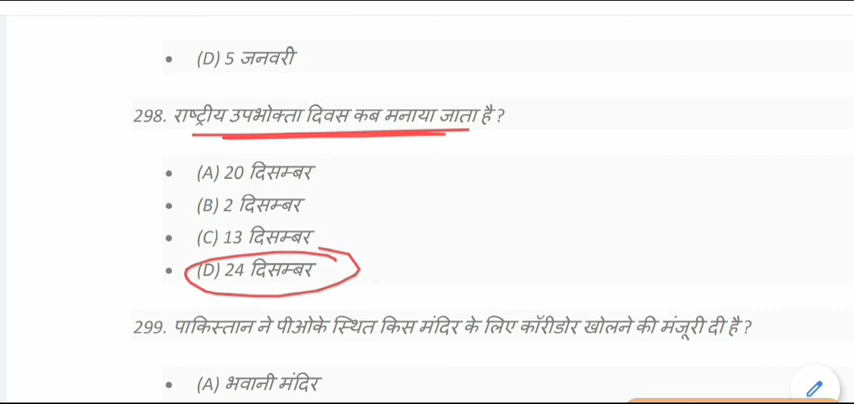 (D) 5 जनवरी
298. राष्ट्रीय उपभोक्ता दिवस कब मनाया जाता है?
(A) 20 दिसम्बर
(B) 2 दिसम्बर
(C) 13 दिसम्बर
(D) 24 दिसम्बर
299. पाकिस्तान ने पीओके स्थित किस मंदिर के लिए कॉरीडोर खोलने की मंजूरी दी है?
(A) भवानी मंदिर